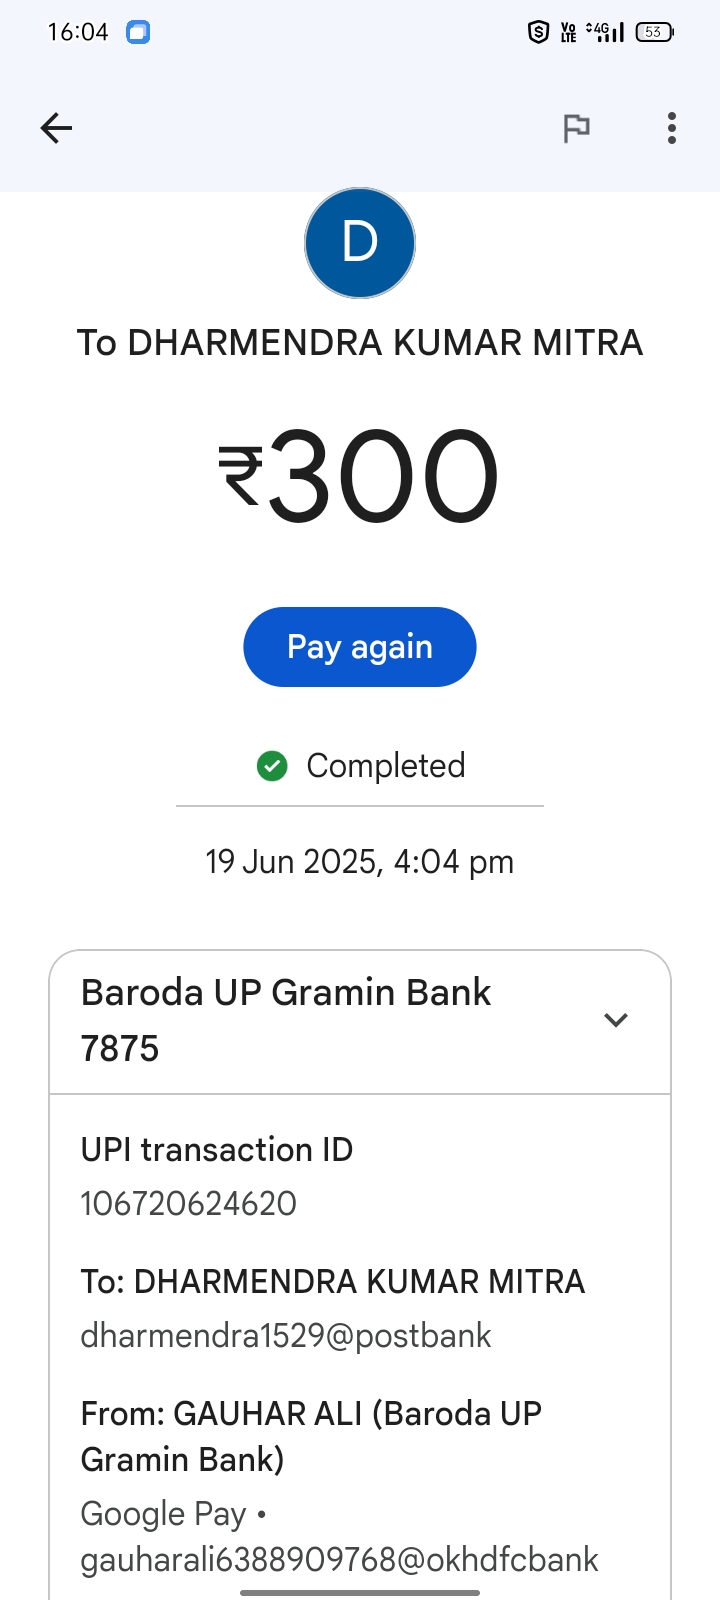 16:04
Vo LTE 4G 53
D
To DHARMENDRA KUMAR MITRA
₹300
Pay again
Completed
19 Jun 2025, 4:04 pm
Baroda UP Gramin Bank
7875
UPI transaction ID
106720624620
To: DHARMENDRA KUMAR MITRA
dharmendra1529@postbank
From: GAUHAR ALI (Baroda UP
Gramin Bank)
Google Pay •
gauharali6388909768@okhdfcbank